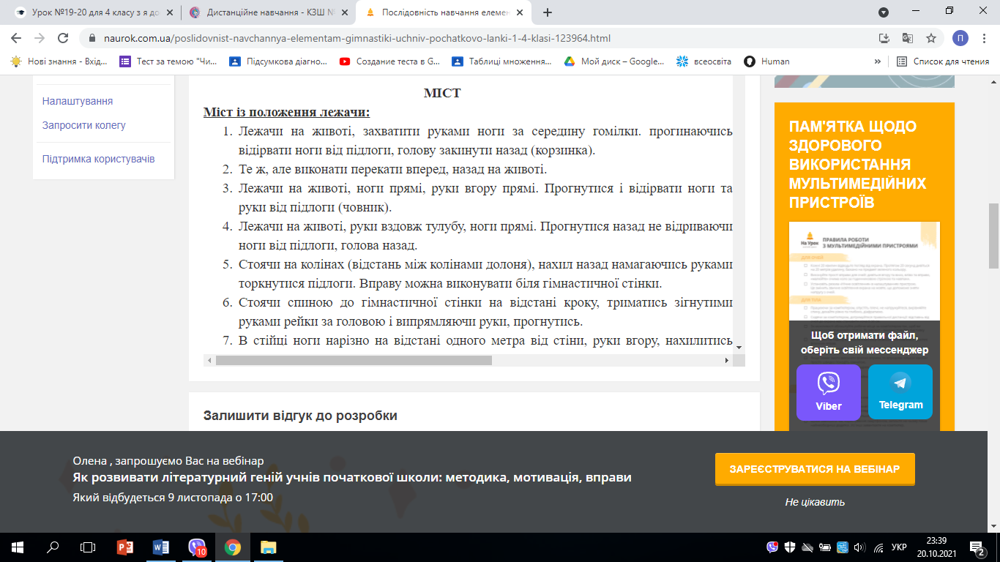 Урок №19-20 для 4 класу з я до
Дистанційне навчання - КЗШ №
Послідовність навчання елемен
naurok.com.ua/poslidovnist-navchannya-elementam-gimnastiki-uchniv-pochatkovo-lanki-1-4-klasi-123964.html
П
Нові знання - Вхід...
Тест за темою "Чи...
Підсумкова діагно...
Создание теста в G...
Таблиці множення...
Мой диск – Google...
всеосвіта
Human
»
Список для чтения
Налаштування
Запросити колегу
Підтримка користувачів
МІСТ
Міст із положення лежачи:
1. Лежачи на животі, захватити руками ноги за середину гомілки. прогинаючись
відірвати ноги від підлоги, голову закинути назад (корзинка).
2. Те ж, але виконати перекати вперед, назад на животі.
3. Лежачи на животі, ноги прямі, руки вгору прямі. Прогнутися і відірвати ноги та
руки від підлоги (човник).
4. Лежачи на животі, руки вздовж тулубу, ноги прямі. Прогнутися назад не відриваючи
ноги від підлоги, голова назад.
5. Стоячи на колінах (відстань між колінами долоня), нахил назад намагаючись руками
торкнутися підлоги. Вправу можна виконувати біля гімнастичної стінки.
6. Стоячи спиною до гімнастичної стінки на відстані кроку, триматись зігнутими
руками рейки за головою і випрямляючи руки, прогнутись.
7. В стійці ноги нарізно на відстані одного метра від стіни, руки вгору, нахилитись
Залишити відгук до розробки
ПАМ'ЯТКА ЩОДО
ЗДОРОВОГО
ВИКОРИСТАННЯ
МУЛЬТИМЕДІЙНИХ
ПРИСТРОЇВ
На Урок
ПРАВИЛА РОБОТИ
З МУЛЬТИМЕДІЙНИМИ ПРИСТРОЯМИ
Щоб отримати файл,
оберіть свій мессенджер
Viber
Telegram
Олена , запрошуємо Вас на вебінар
Як розвивати літературний геній учнів початкової школи: методика, мотивація, вправи
Який відбудеться 9 листопада о 17:00
ЗАРЕЄСТРУВАТИСЯ НА ВЕБІНАР
Не цікавить
10
УКР
23:39
20.10.2021
2